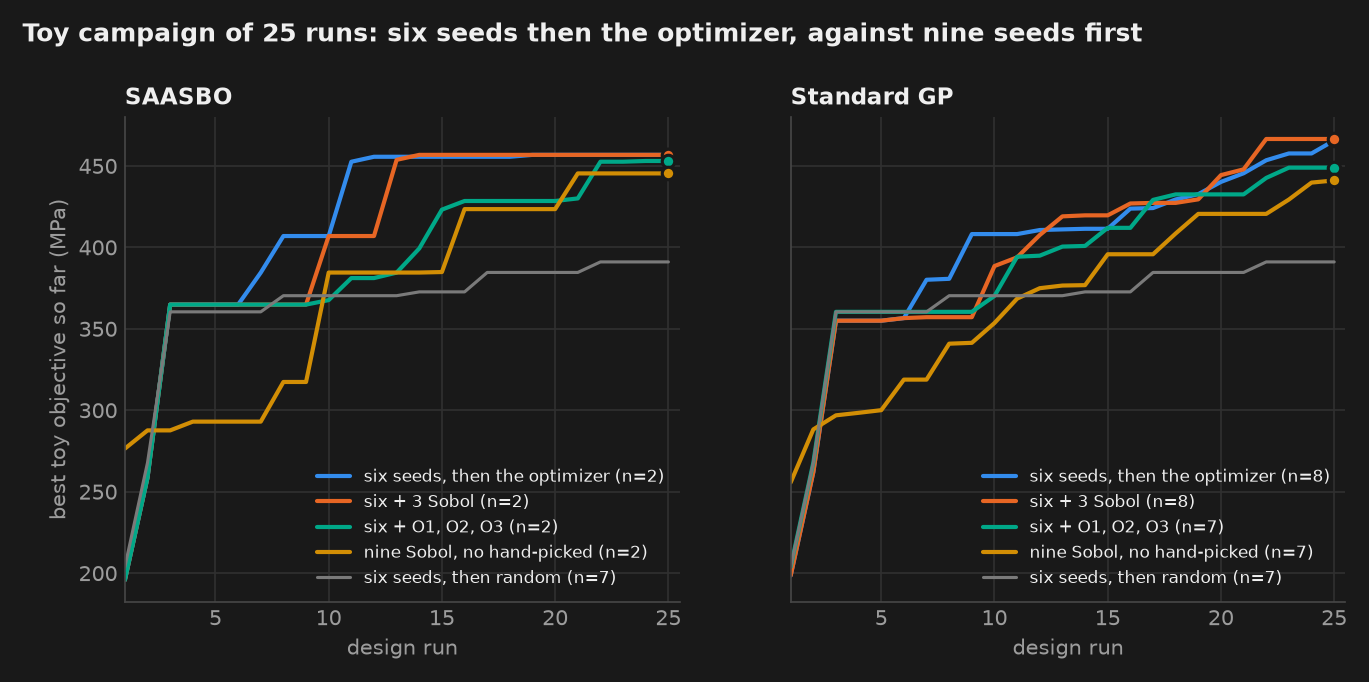 Toy campaign of 25 runs: six seeds then the optimizer, against nine seeds first
SAASBO
best toy objective so far (MPa)
450
400
350
300
250
200
six seeds, then the optimizer (n=2)
six + 3 Sobol (n=2)
six + O1, O2, O3 (n=2)
nine Sobol, no hand-picked (n=2)
six seeds, then random (n=7)
5
10
15
20
25
design run
Standard GP
six seeds, then the optimizer (n=8)
six + 3 Sobol (n=8)
six + O1, O2, O3 (n=7)
nine Sobol, no hand-picked (n=7)
six seeds, then random (n=7)
5
10
15
20
25
design run